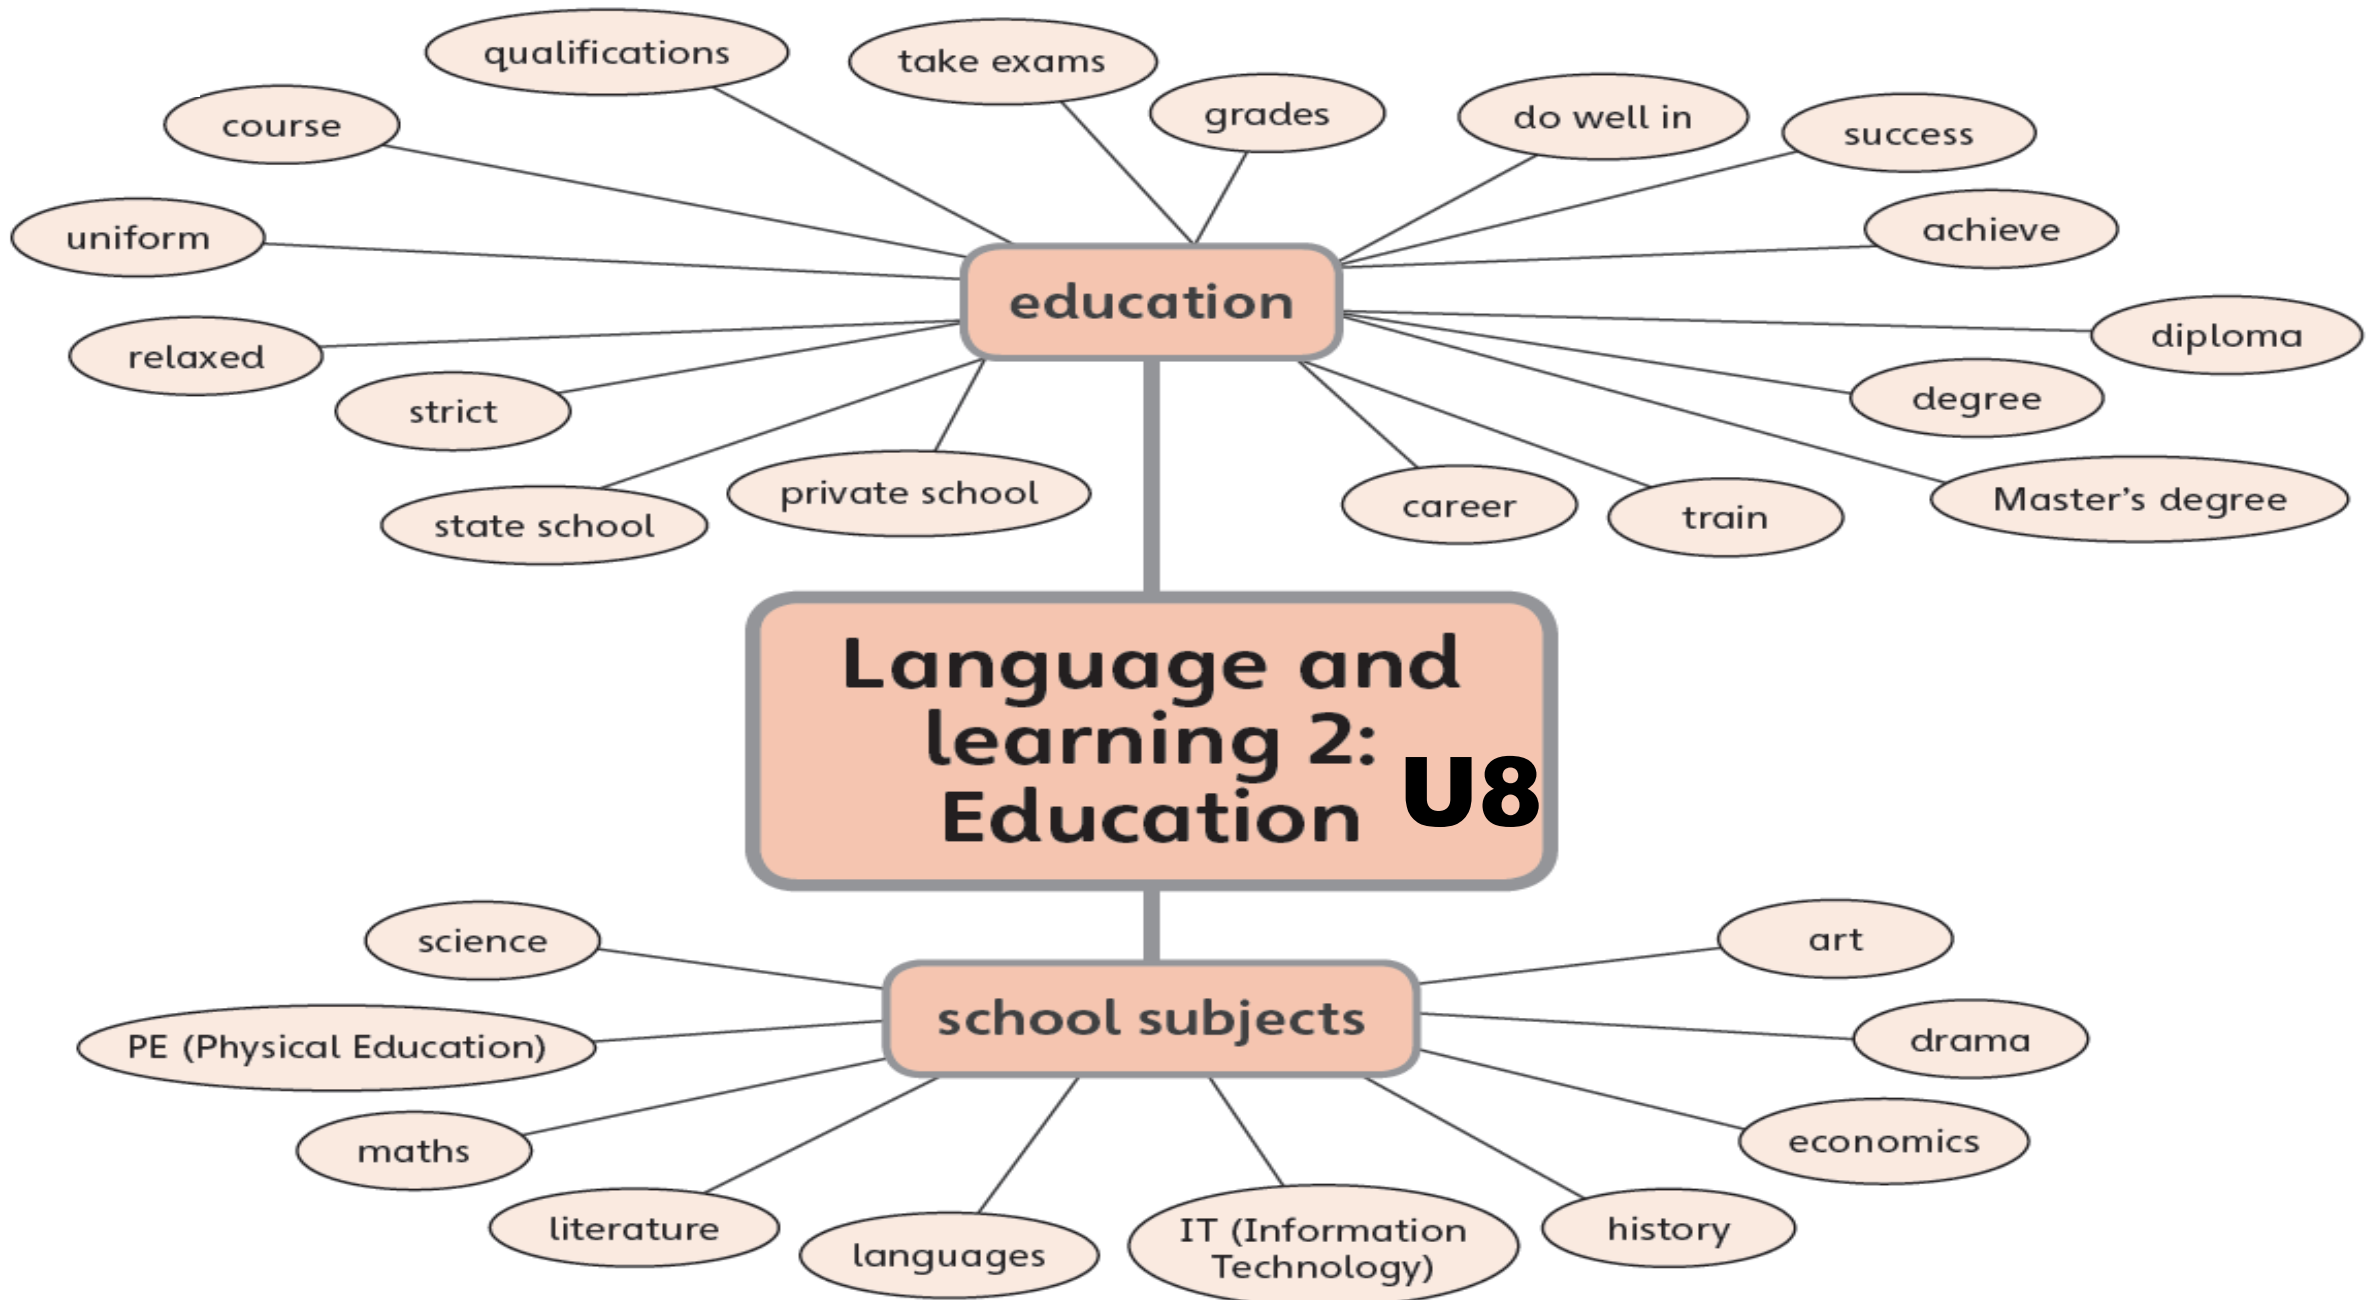 qualifications
take exams
grades
do well in
success
course
uniform
achieve
education
relaxed
diploma
strict
degree
state school
private school
career
train
Master's degree
Language and
learning 2:
Education U8
science
art
school subjects
PE (Physical Education)
drama
maths
economics
literature
languages
IT (Information
Technology)
history